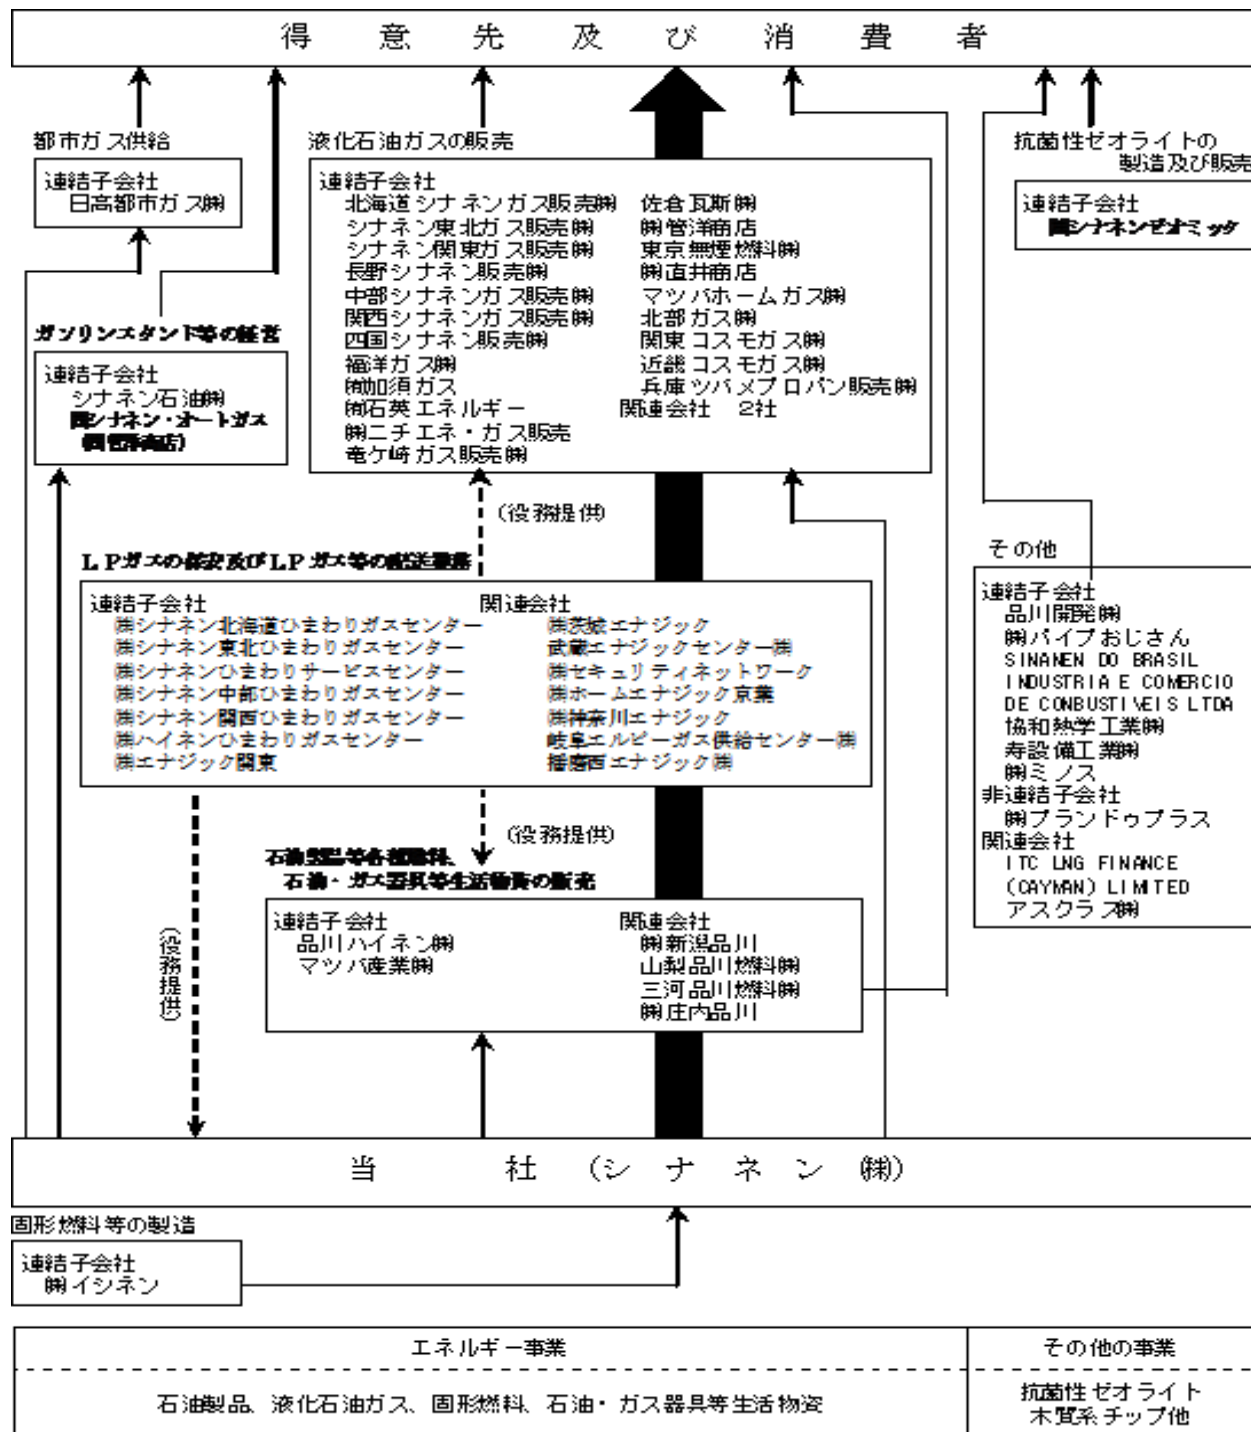 得意先及び消費者
都市ガス供給
連結子会社
日高都市ガス㈱
ガソリンスタンド等の経営
連結子会社
シナネン石油㈱
㈱シナネン・オートガス
(㈱管洋商店)
液化石油ガスの販売
連結子会社
北海道シナネンガス販売㈱
シナネン東北ガス販売㈱
シナネン関東ガス販売㈱
長野シナネン販売㈱
中部シナネンガス販売㈱
関西シナネンガス販売㈱
四国シナネン販売㈱
福洋ガス㈱
㈲加須ガス
㈲石英エネルギー
㈱ニチエネ・ガス販売
竜ケ崎ガス販売㈱
佐倉瓦斯㈱
㈱管洋商店
東京無煙燃料㈱
㈱直井商店
マツバホームガス㈱
北部ガス㈱
関東コスモガス㈱
近畿コスモガス㈱
兵庫ツバメプロパン販売㈱
関連会社 2社
抗菌性ゼオライトの
製造及び販売
連結子会社
㈱シナネンゼオミック
(役務提供)
LPガスの保安及びLPガス等の配送業務
連結子会社
㈱シナネン北海道ひまわりガスセンター
㈱シナネン東北ひまわりガスセンター
㈱シナネンひまわりサービスセンター
㈱シナネン中部ひまわりガスセンター
㈱シナネン関西ひまわりガスセンター
㈱ハイネンひまわりガスセンター
㈱エナジック関東
関連会社
㈱茨城エナジック
武蔵エナジックセンター㈱
㈱セキュリティネットワーク
㈱ホームエナジック京葉
㈱神奈川エナジック
岐阜エルピーガス供給センター㈱
播磨西エナジック㈱
その他
連結子会社
品川開発㈱
㈱パイプおじさん
SINANEN DO BRASIL
INDUSTRIA E COMERCIO
DE CONBUSTIVEIS LTDA
協和熱学工業㈱
寿設備工業㈱
㈱ミノス
非連結子会社
㈱ブランドゥプラス
関連会社
ITC LNG FINANCE
(CAYMAN) LIMITED
アスクラス㈱
(役務提供)
石油製品等各種燃料、
石油・ガス器具等生活物資の販売
連結子会社
品川ハイネン㈱
マツバ産業㈱
関連会社
㈱新潟品川
山梨品川燃料㈱
三河品川燃料㈱
㈱庄内品川
(役務提供)
当社(シナネン㈱)
固形燃料等の製造
連結子会社
㈱イシネン
エネルギー事業
その他の事業
石油製品、液化石油ガス、固形燃料、石油・ガス器具等生活物資
抗菌性ゼオライト
木質系チップ他